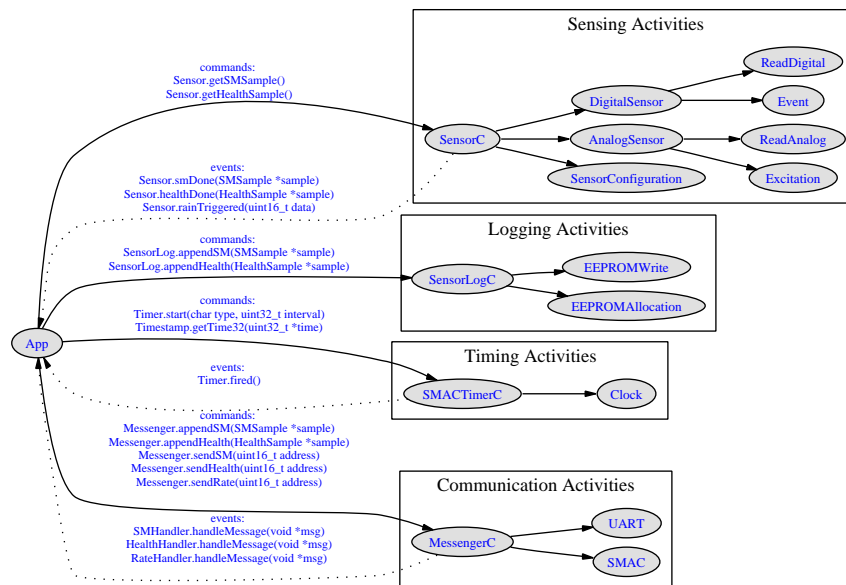 Sensing Activities
commands:
Sensor.getSMSample()
Sensor.getHealthSample()
ReadDigital
DigitalSensor
Event
SensorC
AnalogSensor
ReadAnalog
SensorConfiguration
Excitation
events:
Sensor.smDone(SMSample *sample)
Sensor.healthDone(HealthSample *sample)
Sensor.rainTriggered(uint16_t data)
Logging Activities
commands:
SensorLog.appendSM(SMSample *sample)
SensorLog.appendHealth(HealthSample *sample)
SensorLogC
EEPROMWrite
EEPROMAllocation
commands:
Timer.start(char type, uint32_t interval)
Timestamp.getTime32(uint32_t *time)
App
Timing Activities
events:
Timer.fired()
SMACTimerC
Clock
commands:
Messenger.appendSM(SMSample *sample)
Messenger.appendHealth(HealthSample *sample)
Messenger.sendSM(uint16_t address)
Messenger.sendHealth(uint16_t address)
Messenger.sendRate(uint16_t address)
Communication Activities
events:
SMHandler.handleMessage(void *msg)
HealthHandler.handleMessage(void *msg)
RateHandler.handleMessage(void *msg)
MessengerC
UART
SMAC